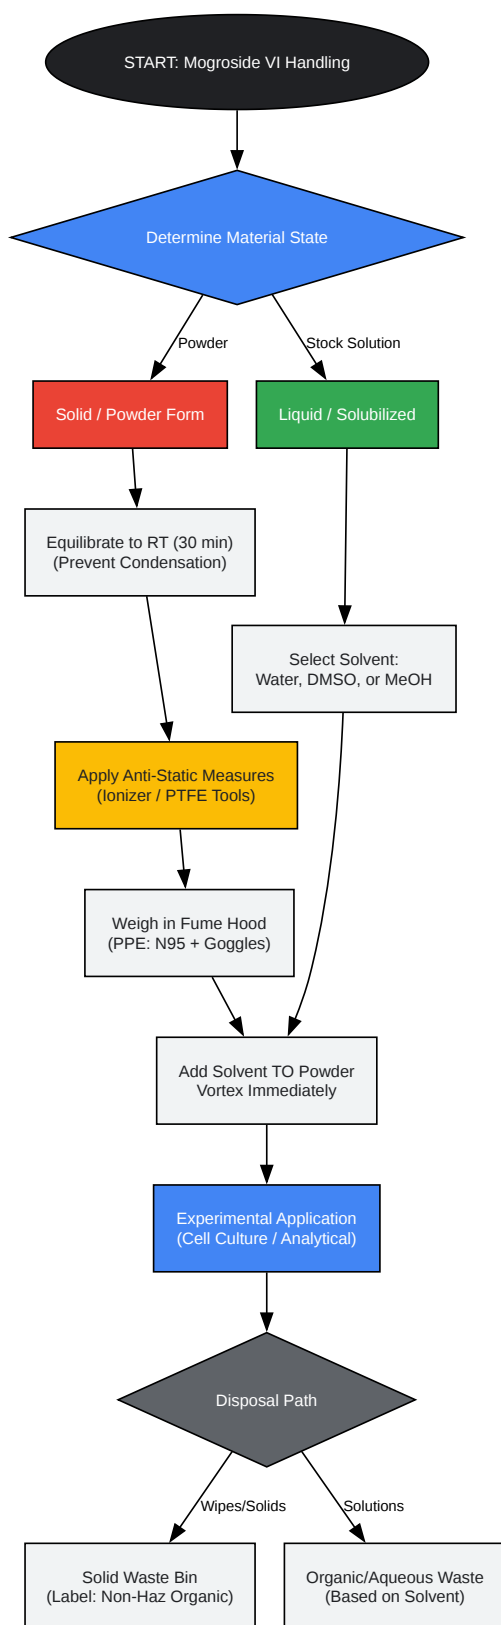 START: Mogroside VI Handling
Determine Material State
Powder
Stock Solution
Solid / Powder Form
Liquid / Solubilized
Equilibrate to RT (30 min)
(Prevent Condensation)
Select Solvent:
Water, DMSO, or MeOH
Apply Anti-Static Measures
(Ionizer / PTFE Tools)
Weigh in Fume Hood
(PPE: N95 + Goggles)
Add Solvent TO Powder
Vortex Immediately
Experimental Application
(Cell Culture / Analytical)
Disposal Path
Wipes/Solids
Solutions
Solid Waste Bin
(Label: Non-Haz Organic)
Organic/Aqueous Waste
(Based on Solvent)